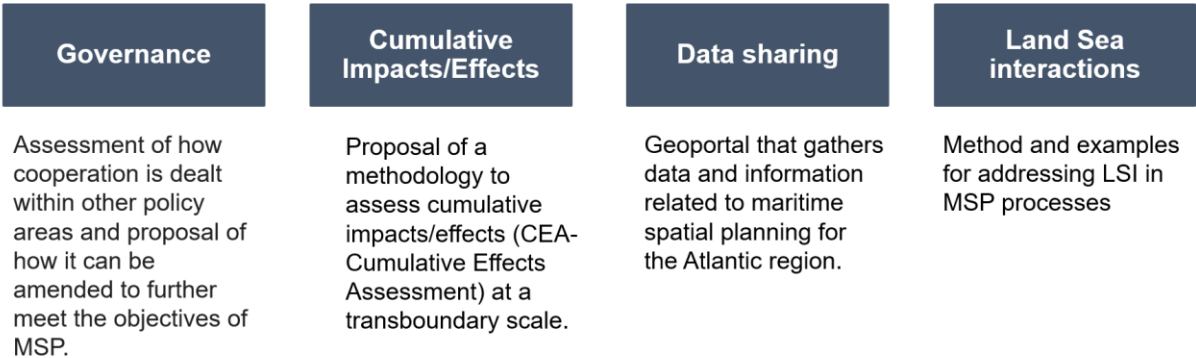 Governance
Assessment of how
cooperation is dealt
within other policy
areas and proposal of
how it can be
amended to further
meet the objectives of
MSP.
Cumulative
Impacts/Effects
Proposal of a
methodology to
assess cumulative
impacts/effects (CEA-
Cumulative Effects
Assessment) at a
transboundary scale.
Data sharing
Geoportal that gathers
data and information
related to maritime
spatial planning for
the Atlantic region.
Land Sea
interactions
Method and examples
for addressing LSI in
MSP processes